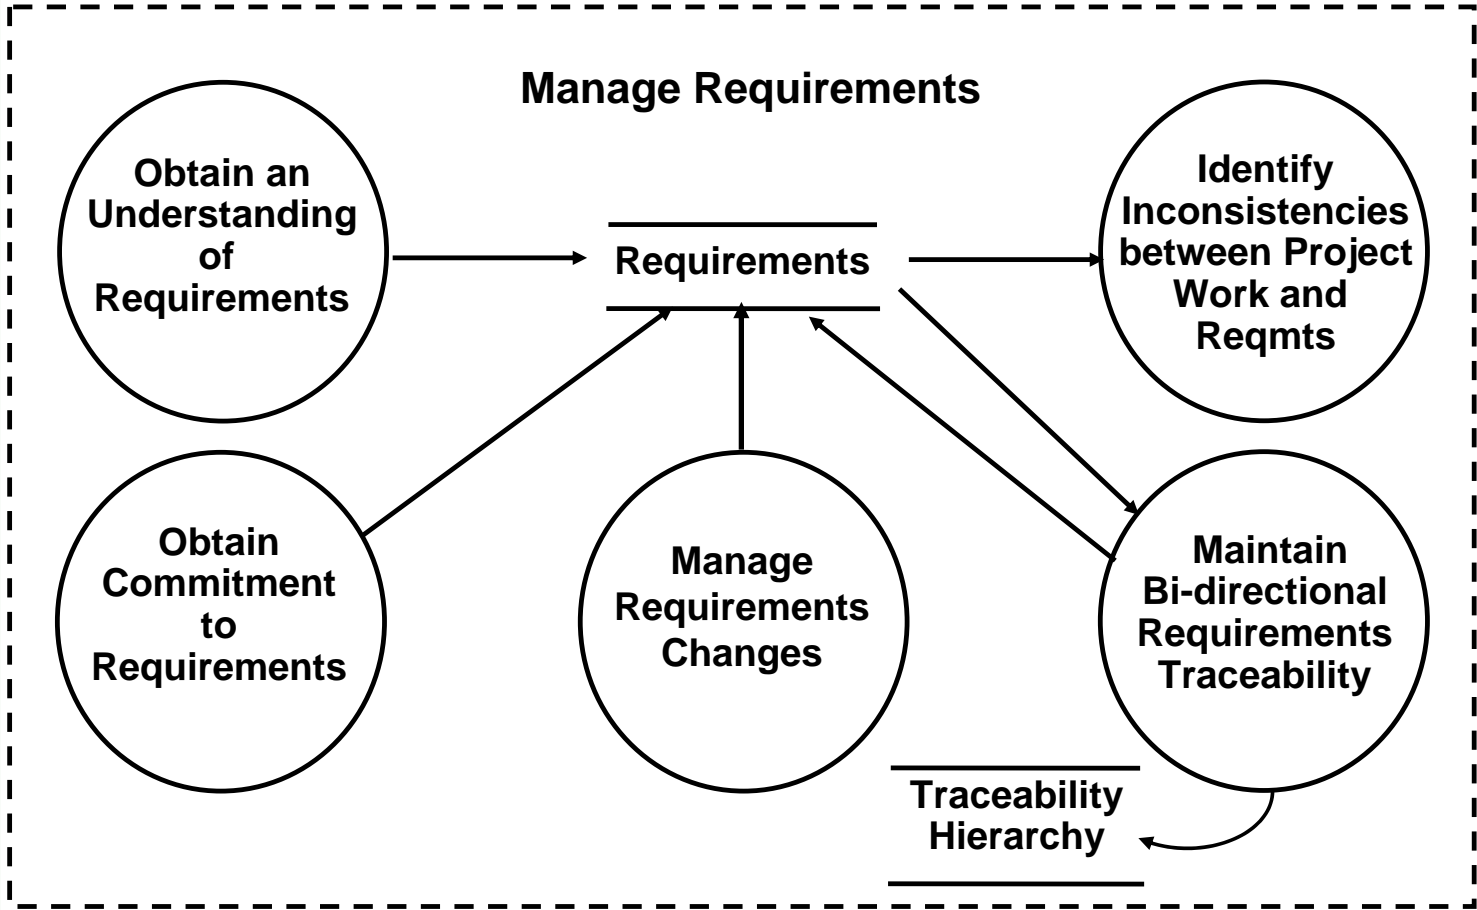 Manage Requirements
Obtain an
Understanding
of
Requirements
Requirements
Identify
Inconsistencies
between Project
Work and
Reqmts
Obtain
Commitment
to
Requirements
Manage
Requirements
Changes
Maintain
Bi-directional
Requirements
Traceability
Traceability
Hierarchy